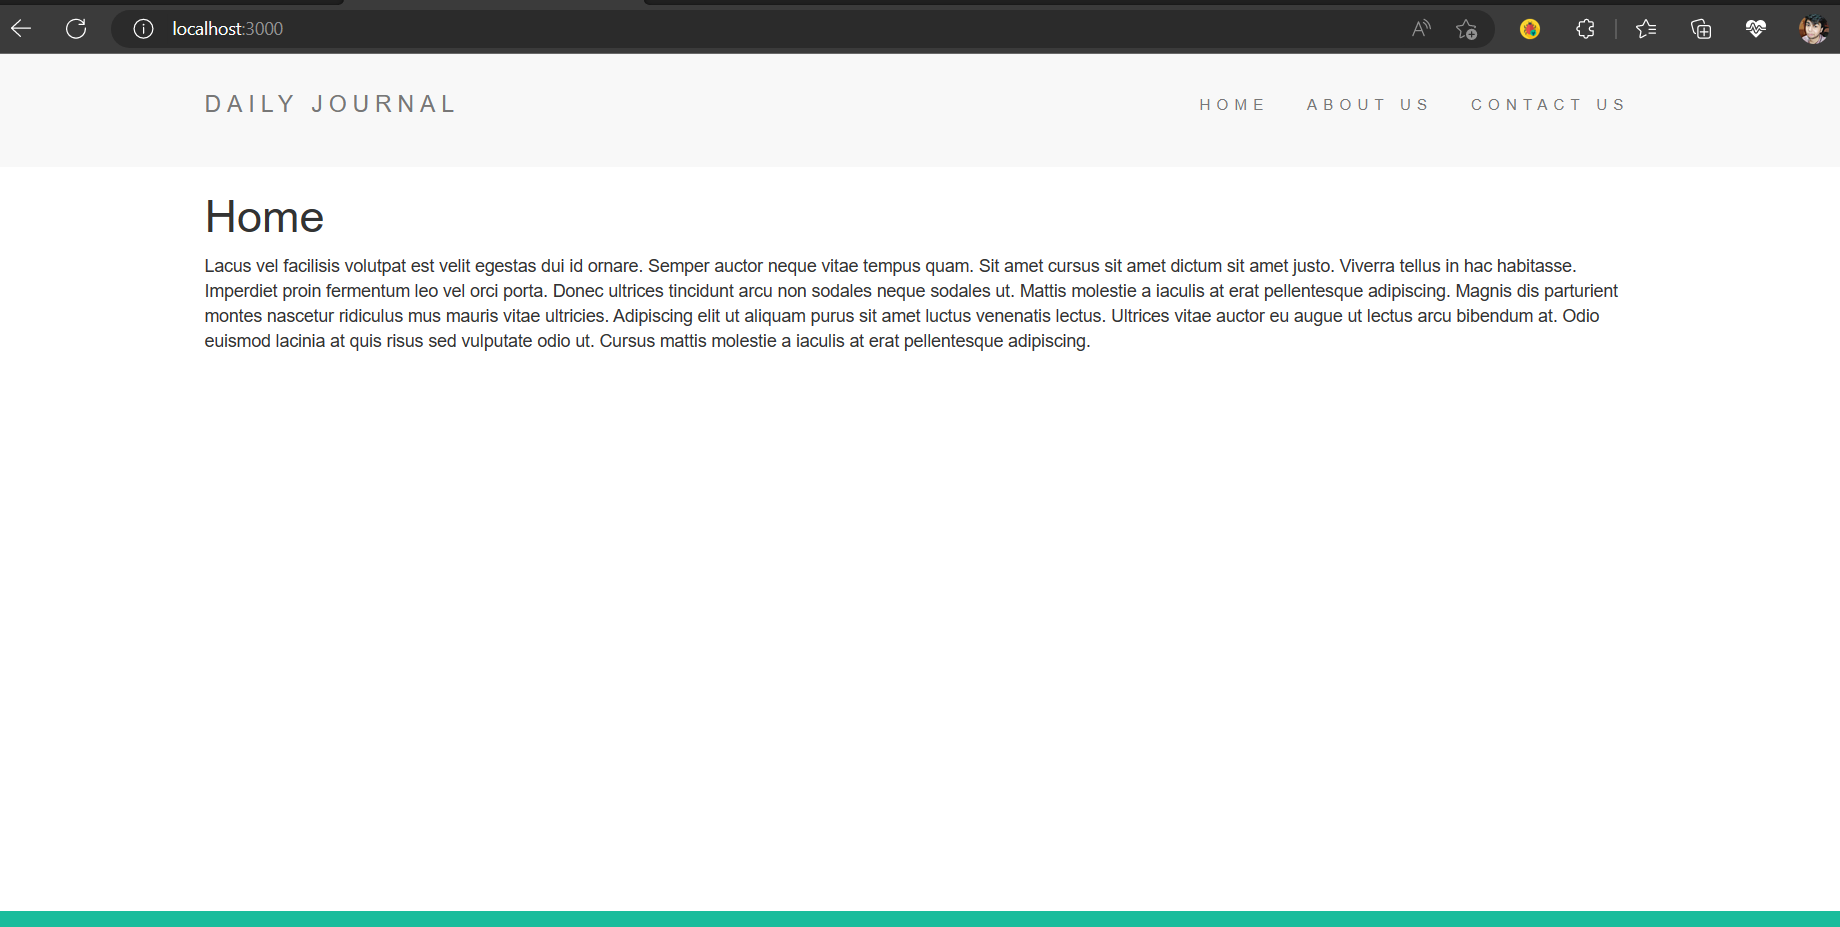 localhost:3000
DAILY JOURNAL
HOME ABOUT US CONTACT US
Home
Lacus vel facilisis volutpat est velit egestas dui id ornare. Semper auctor neque vitae tempus quam. Sit amet cursus sit amet dictum sit amet justo. Viverra tellus in hac habitasse.
Imperdiet proin fermentum leo vel orci porta. Donec ultrices tincidunt arcu non sodales neque sodales ut. Mattis molestie a iaculis at erat pellentesque adipiscing. Magnis dis parturient
montes nascetur ridiculus mus mauris vitae ultricies. Adipiscing elit ut aliquam purus sit amet luctus venenatis lectus. Ultrices vitae auctor eu augue ut lectus arcu bibendum at. Odio
euismod lacinia at quis risus sed vulputate odio ut. Cursus mattis molestie a iaculis at erat pellentesque adipiscing.